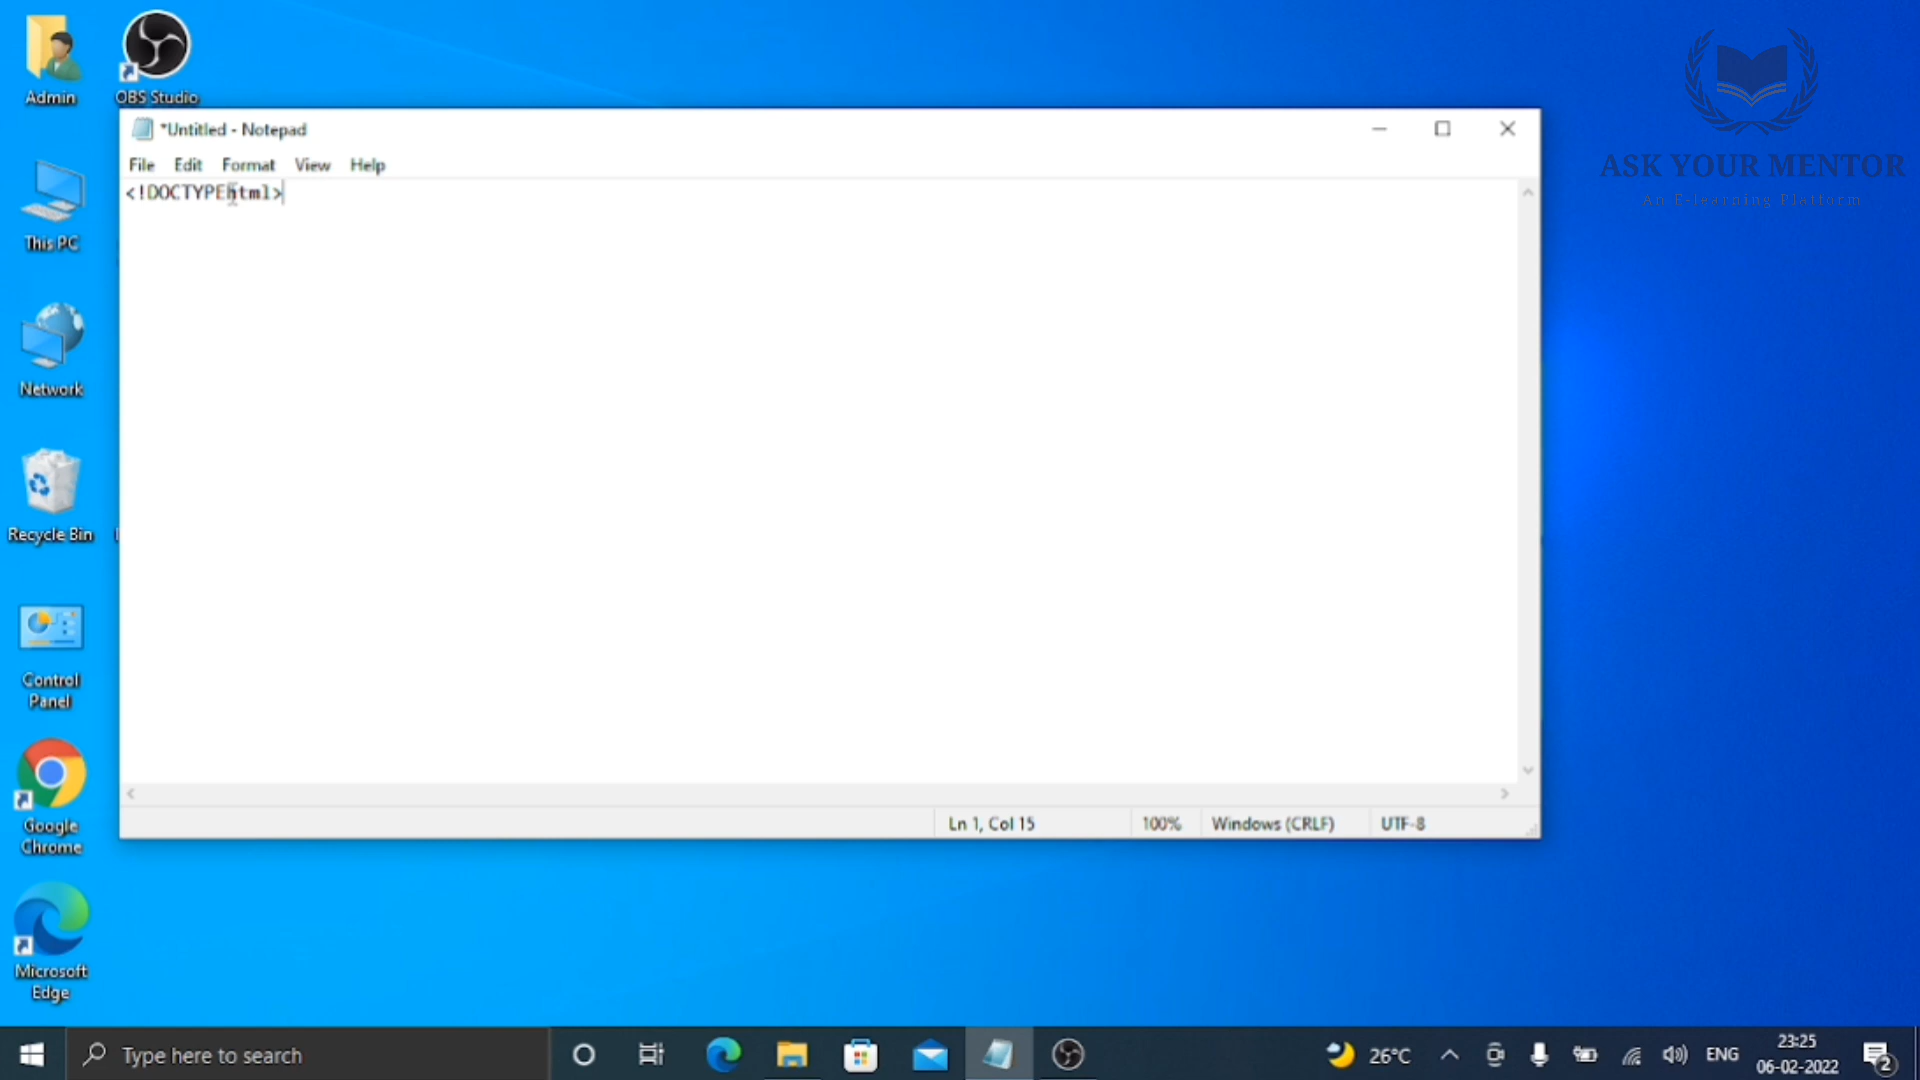 Admin
OBS Studio
ASK YOUR MENTOR
An E-learning Platform
*Untitled - Notepad
File Edit Format View Help
<!DOCTYPEhtml>
This PC
Network
Recycle Bin
Control
Panel
Google
Chrome
Microsoft
Edge
Ln 1, Col 15
100%
Windows (CRLF)
UTF-8
Type here to search
26°C
ENG
23:25
06-02-2022
2